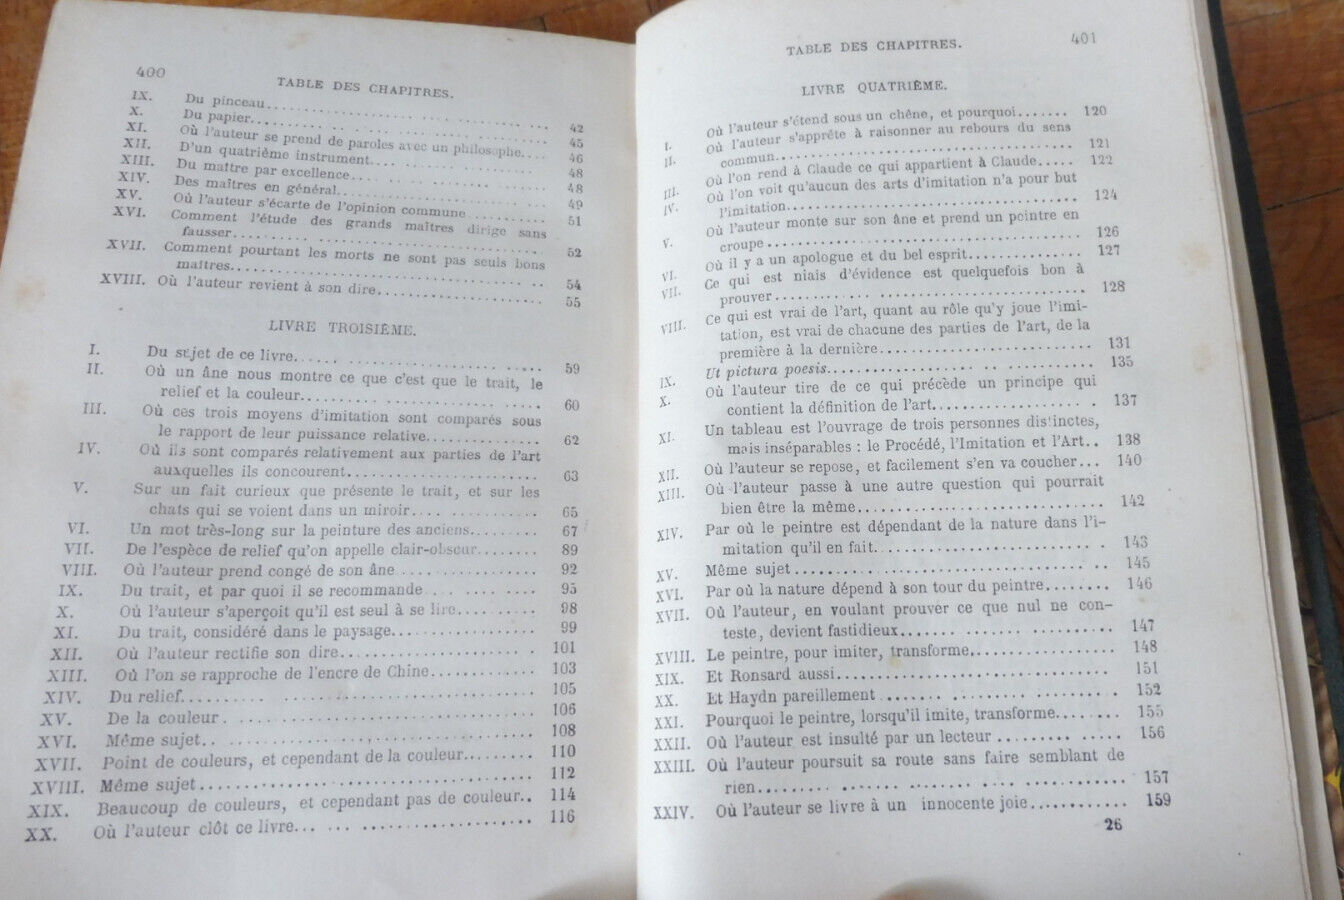 400
TABLE DES CHAPITRES.
IX. Du pinceau 42
X. Du papier 45
XI. Où l'auteur se prend de paroles avec un philosophe 46
XII. D'un quatrième instrument 48
XIII. Du maître par excellence 48
XIV. Des maîtres en général 49
XV. Où l'auteur s'écarte de l'opinion commune 51
XVI. Comment l'étude des grands maîtres dirige sans
fausser 52
XVII. Comment pourtant les morts ne sont pas seuls bons
maîtres 54
XVIII. Où l'auteur revient à son dire 55
LIVRE TROISIÈME.
I. Du sujet de ce livre 59
II. Où un âne nous montre ce que c'est que le trait, le
relief et la couleur 60
III. Où ces trois moyens d'imitation sont comparés sous
le rapport de leur puissance relative 62
IV. Où ils sont comparés relativement aux parties de l'art
auxquelles ils concourent 63
V. Sur un fait curieux que présente le trait, et sur les
chats qui se voient dans un miroir 65
VI. Un mot très-long sur la peinture des anciens 67
VII. De l'espèce de relief qu'on appelle clair-obscur 89
VIII. Où l'auteur prend congé de son âne 92
IX. Du trait, et par quoi il se recommande 95
X. Où l'auteur s'aperçoit qu'il est seul à se lire 98
XI. Du trait, considéré dans le paysage 99
XII. Où l'auteur rectifie son dire 101
XIII. Où l'on se rapproche de l'encre de Chine 103
XIV. Du relief 105
XV. De la couleur 106
XVI. Même sujet 108
XVII. Point de couleurs, et cependant de la couleur 110
XVIII. Même sujet 112
XIX. Beaucoup de couleurs, et cependant pas de couleur 114
XX. Où l'auteur clôt ce livre 116
TABLE DES CHAPITRES. 401
LIVRE QUATRIÈME.
I. Où l'auteur s'étend sous un chêne, et pourquoi 120
II. Où l'auteur s'apprête à raisonner au rebours du sens
commun 121
III. Où l'on rend à Claude ce qui appartient à Claude 122
IV. Où l'on voit qu'aucun des arts d'imitation n'a pour but
l'imitation 124
V. Où l'auteur monte sur son âne et prend un peintre en
croupe 126
VI. Où il y a un apologue et du bel esprit 127
VII. Ce qui est niais d'évidence est quelquefois bon à
prouver 128
VIII. Ce qui est vrai de l'art, quant au rôle qu'y joue l'imi-
tation, est vrai de chacune des parties de l'art, de la
première à la dernière 131
IX. Ut pictura poesis 135
X. Où l'auteur tire de ce qui précède un principe qui
contient la définition de l'art 137
XI. Un tableau est l'ouvrage de trois personnes distinctes,
mais inséparables : le Procédé, l'Imitation et l'Art 138
XII. Où l'auteur se repose, et facilement s'en va coucher 140
XIII. Où l'auteur passe à une autre question qui pourrait
bien être la même 142
XIV. Par où le peintre est dépendant de la nature dans l'i-
mitation qu'il en fait 143
XV. Même sujet 145
XVI. Par où la nature dépend à son tour du peintre 146
XVII. Où l'auteur, en voulant prouver ce que nul ne con-
teste, devient fastidieux 147
XVIII. Le peintre, pour imiter, transforme 148
XIX. Et Ronsard aussi 151
XX. Et Haydn pareillement 152
XXI. Pourquoi le peintre, lorsqu'il imite, transforme 155
XXII. Où l'auteur est insulté par un lecteur 156
XXIII. Où l'auteur poursuit sa route sans faire semblant de
rien 157
XXIV. Où l'auteur se livre à un innocente joie 159
26